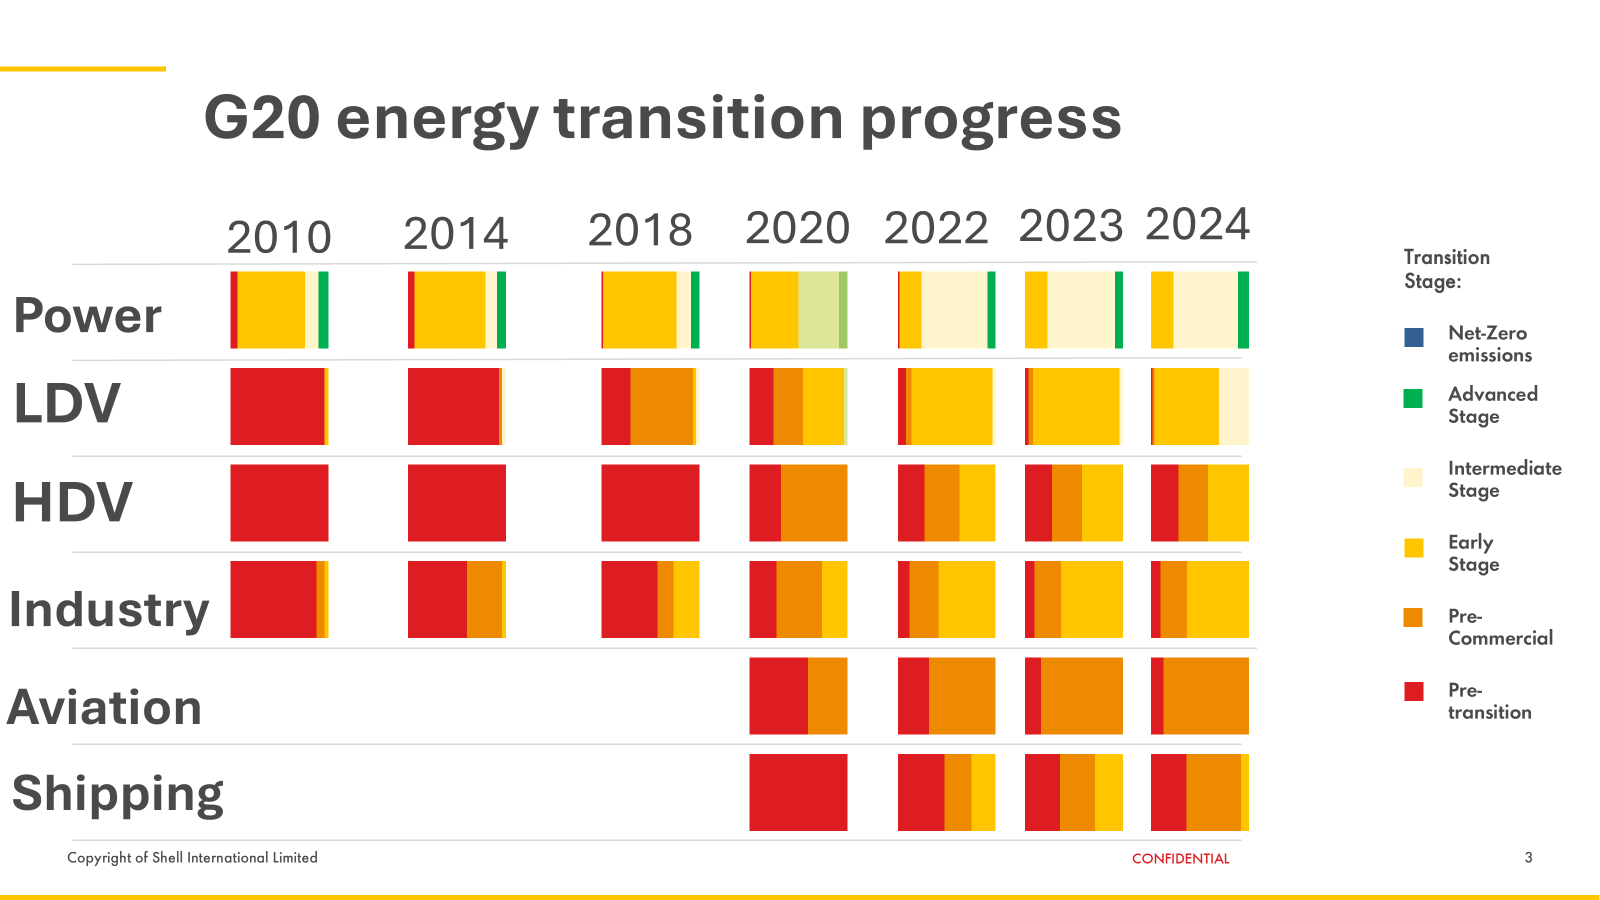 G20 energy transition progress
2010 2014 2018 2020 2022 2023 2024
Transition
Stage:
Power
Net-Zero
emissions
LDV
Advanced
Stage
HDV
Intermediate
Stage
Early
Stage
Industry
Pre-
Commercial
Aviation
Pre-
transition
Shipping
Copyright of Shell International Limited
CONFIDENTIAL
3